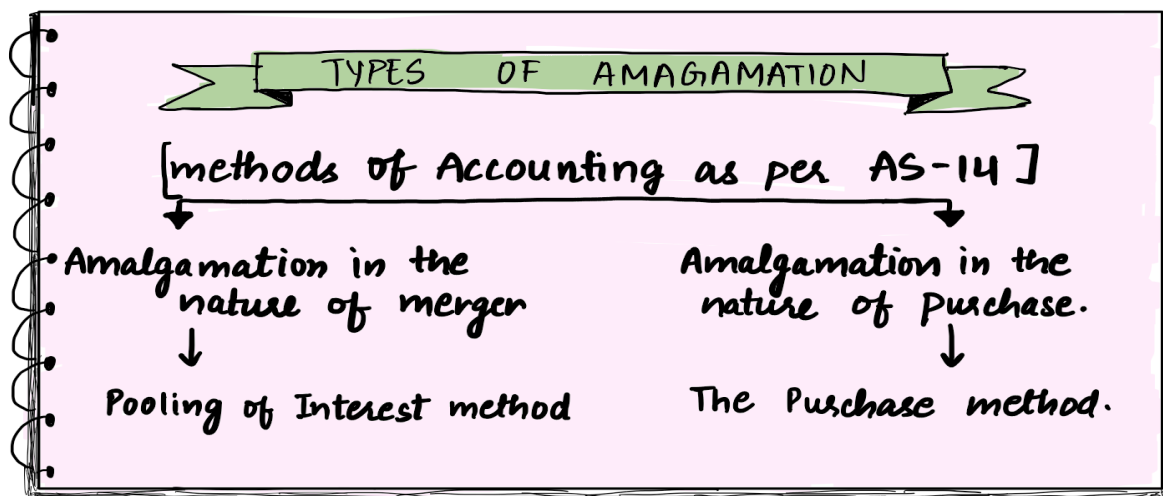 TYPES OF AMAGAMATION
[methods of Accounting as per AS-14]
Amalgamation in the
nature of merger
Pooling of Interest method
Amalgamation in the
nature of purchase.
The Purchase method.